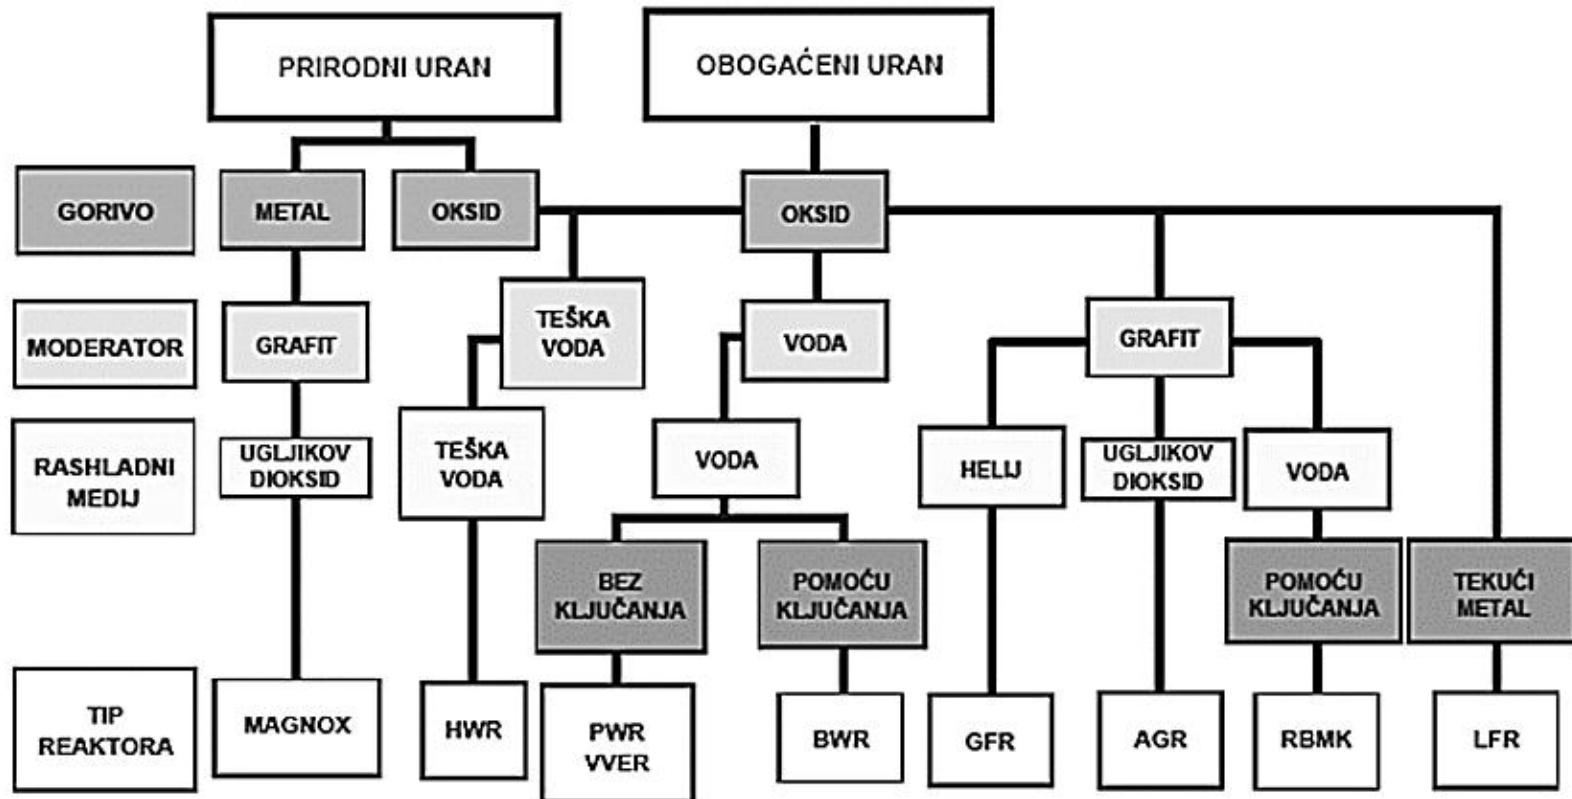 PRIRODNI URAN
OBOGAĆENI URAN
GORIVO
METAL
OKSID
OKSID
MODERATOR
GRAFIT
TEŠKA
VODA
VODA
GRAFIT
RASHLADNI
MEDIJ
UGLJIKOV
DIOKSID
TEŠKA
VODA
VODA
HELIJ
UGLJIKOV
DIOKSID
VODA
BEZ
KLJUČANJA
POMOĆU
KLJUČANJA
POMOĆU
KLJUČANJA
TEKUĆI
METAL
TIP
REAKTORA
MAGNOX
HWR
PWR
VVER
BWR
GFR
AGR
RBMK
LFR